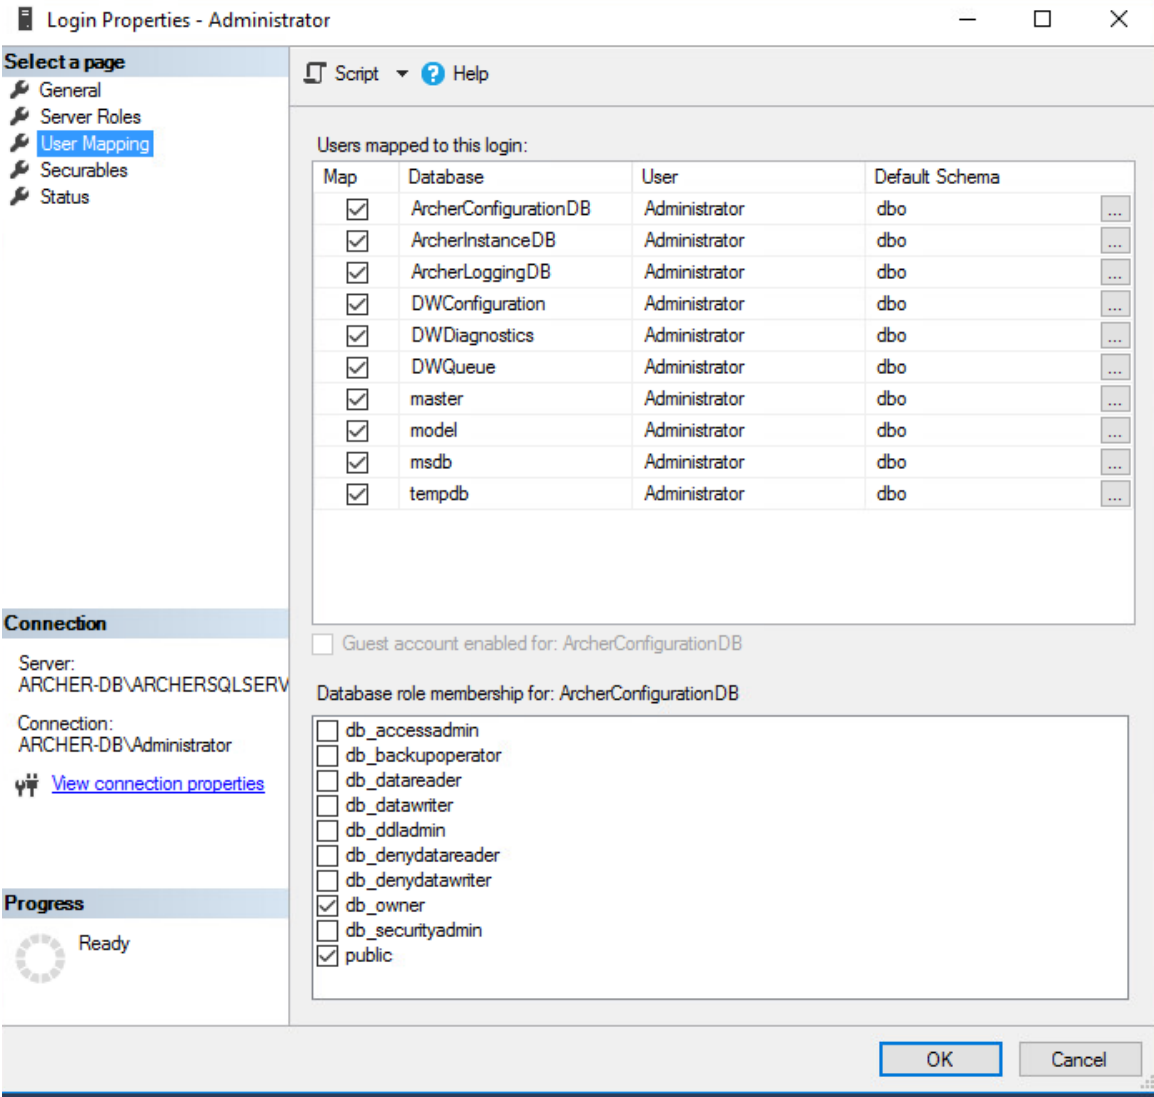 Login Properties - Administrator
Select a page
General
Server Roles
User Mapping
Securables
Status
Script
Help
Users mapped to this login:
Map Database User Default Schema
ArcherConfigurationDB Administrator dbo ...
ArcherInstanceDB Administrator dbo ...
ArcherLoggingDB Administrator dbo ...
DWConfiguration Administrator dbo ...
DWDiagnostics Administrator dbo ...
DWQueue Administrator dbo ...
master Administrator dbo ...
model Administrator dbo ...
msdb Administrator dbo ...
tempdb Administrator dbo ...
Guest account enabled for: ArcherConfigurationDB
Database role membership for: ArcherConfigurationDB
db_accessadmin
db_backupoperator
db_datareader
db_datawriter
db_ddladmin
db_denydatareader
db_denydatawriter
db_owner
db_securityadmin
public
Connection
Server:
ARCHER-DB\ARCHERSQLSERV
Connection:
ARCHER-DB\Administrator
View connection properties
Progress
Ready
OK
Cancel